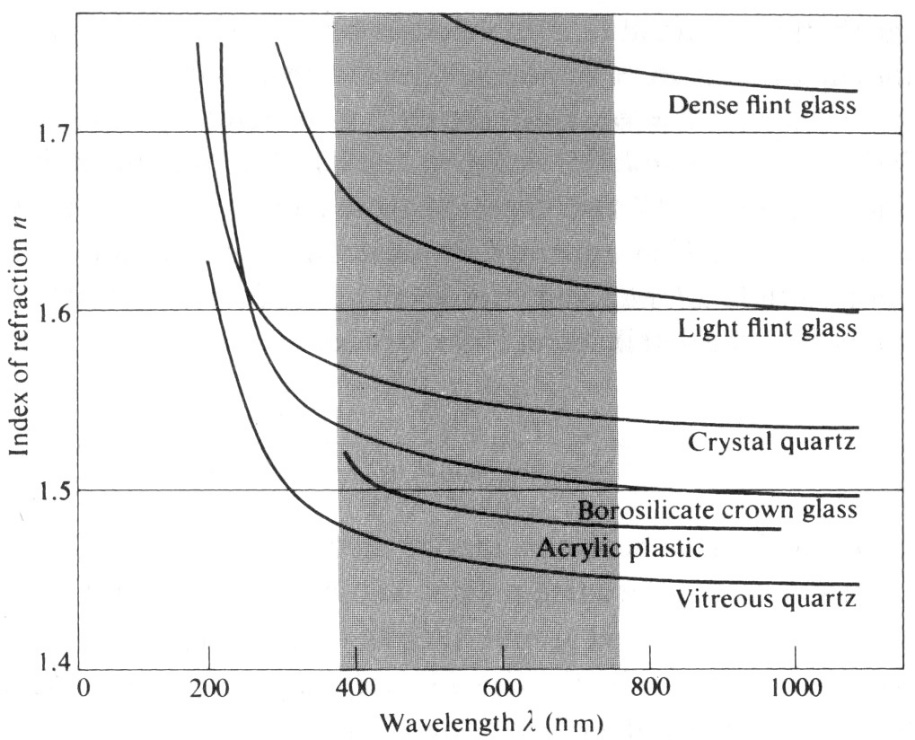 Dense flint glass
1.7
1.6
Light flint glass
Crystal quartz
1.5
Borosilicate crown glass
Acrylic plastic
Vitreous quartz
1.4
0 200 400 600 800 1000
Wavelength λ (nm)
Index of refraction n